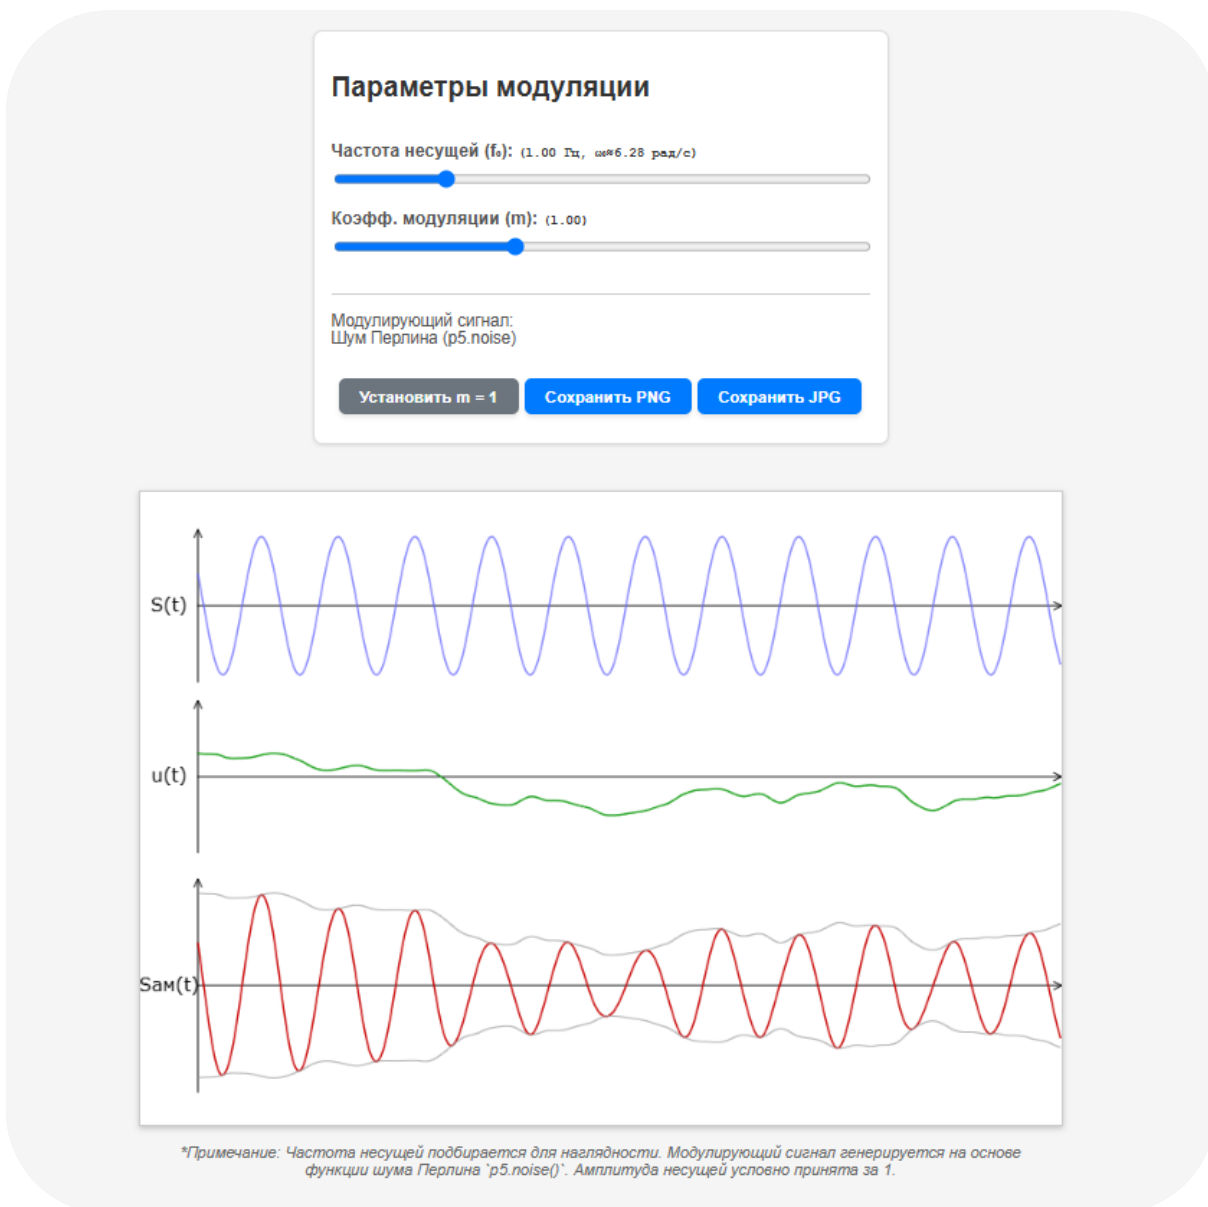 Параметры модуляции
Частота несущей (f₀): (1.00 Гц, ω₀≈6.28 рад/с)
Коэфф. модуляции (m): (1.00)
Модулирующий сигнал:
Шум Перлина (p5.noise)
Установить m = 1 Сохранить PNG Сохранить JPG
S(t)
u(t)
Sам(t)
*Примечание: Частота несущей подбирается для наглядности. Модулирующий сигнал генерируется на основе
функции шума Перлина `p5.noise()`. Амплитуда несущей условно принята за 1.